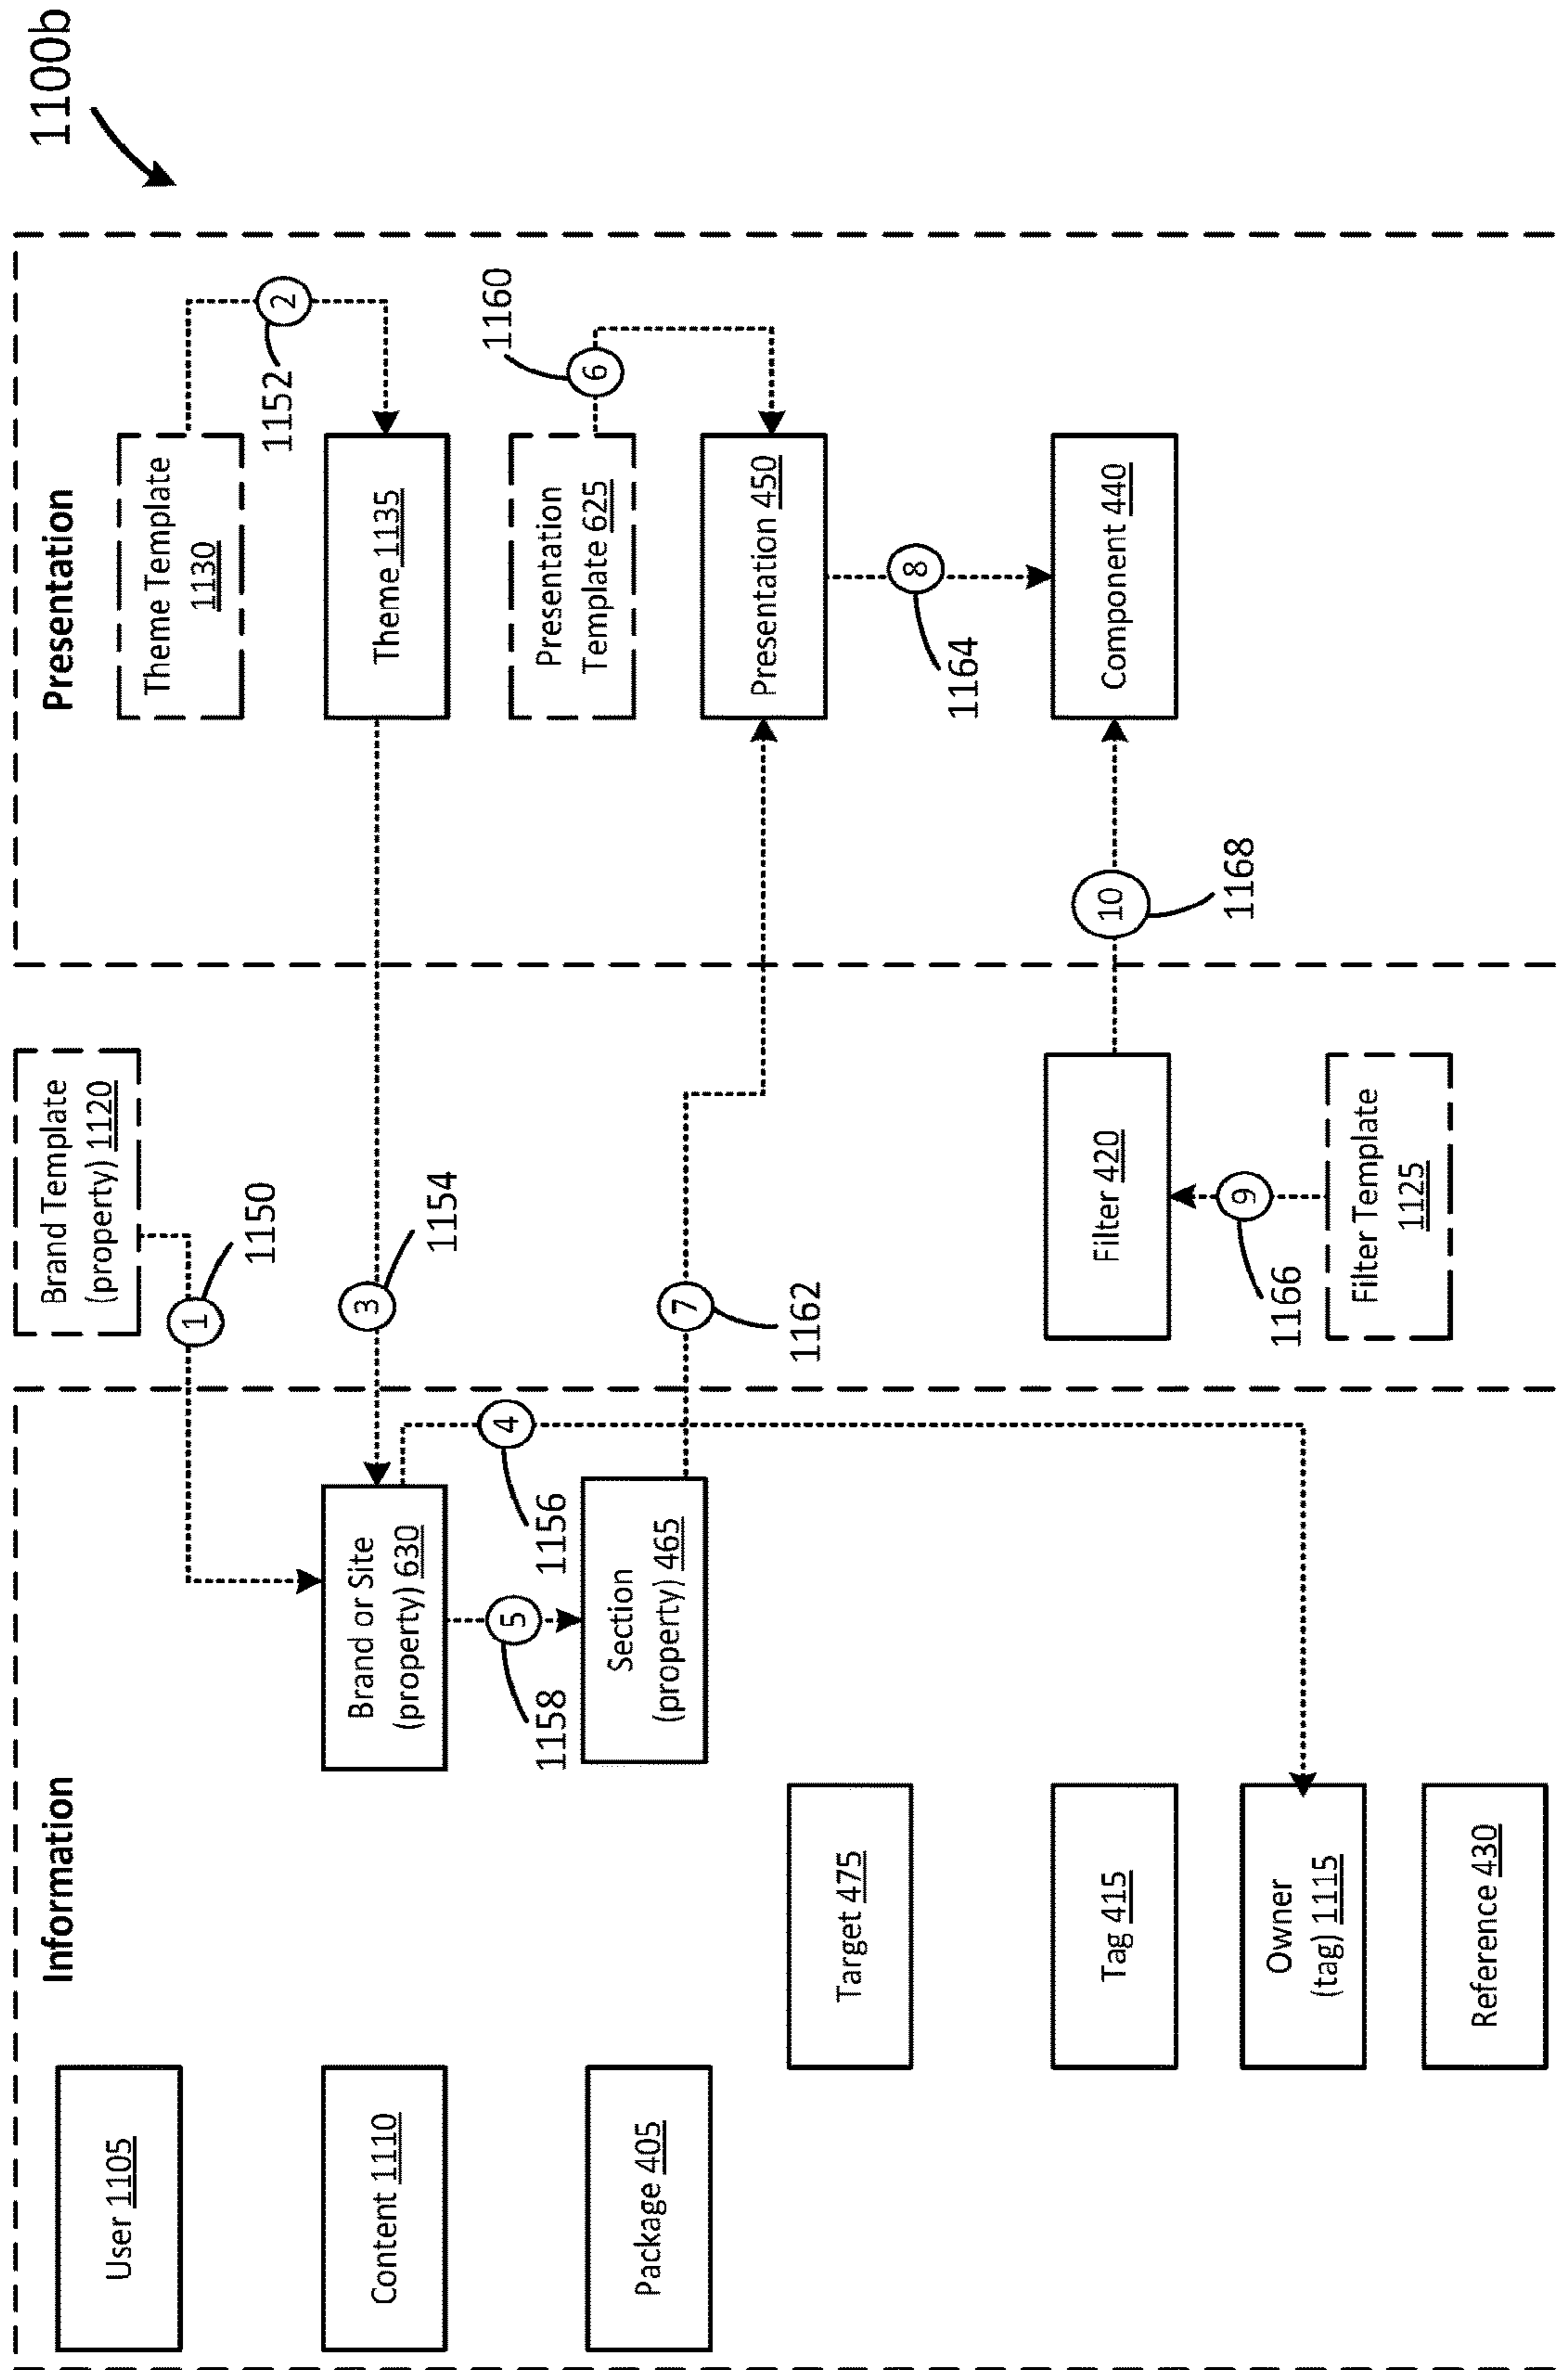 1100b
Information
Presentation
User 1105
Content 1110
Package 405
Target 475
Tag 415
Owner
(tag) 1115
Reference 430
Brand or Site
(property) 630
Section
(property) 465
1158
5
1156
4
Brand Template
(property) 1120
1
1150
3
1154
7
1162
Filter 420
9
1166
Filter Template
1125
Theme Template
1130
2
1152
Theme 1135
Presentation
Template 625
6
1160
Presentation 450
8
1164
Component 440
10
1168